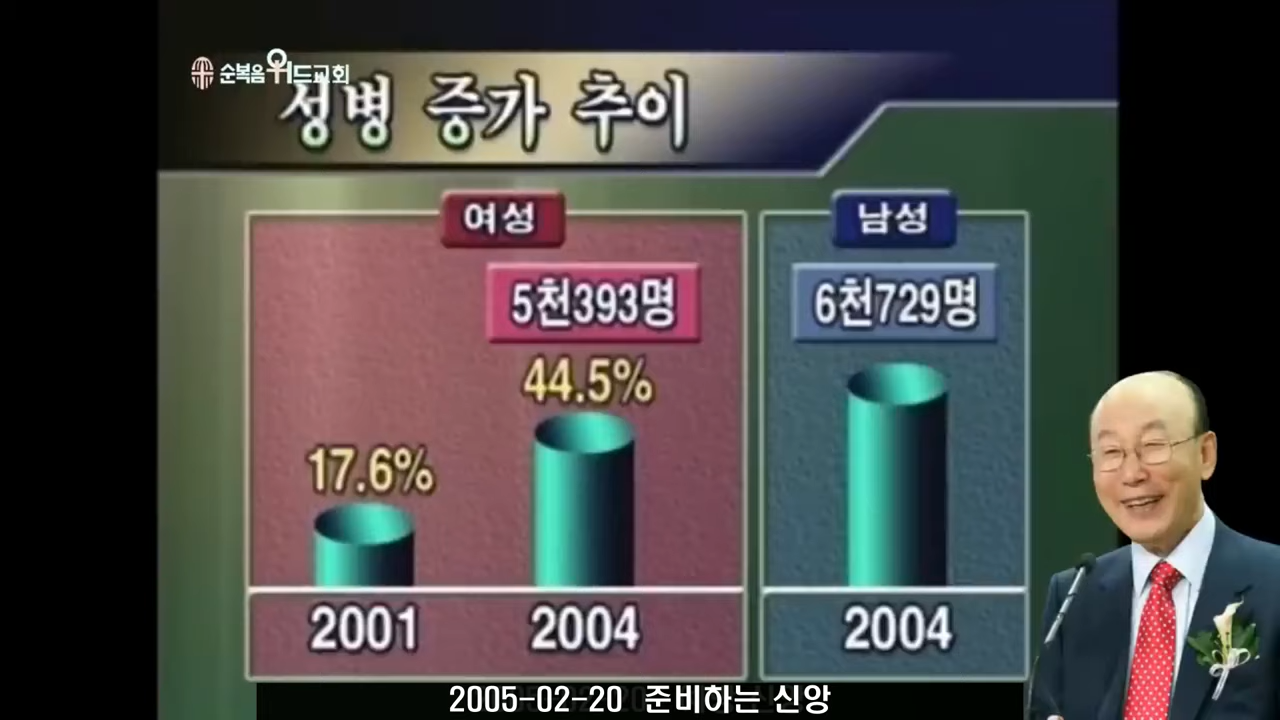 순복음워드교회
성병 증가 추이
여성
5천393명
17.6%
44.5%
2001 2004
남성
6천729명
2004
2005-02-20 준비하는 신앙